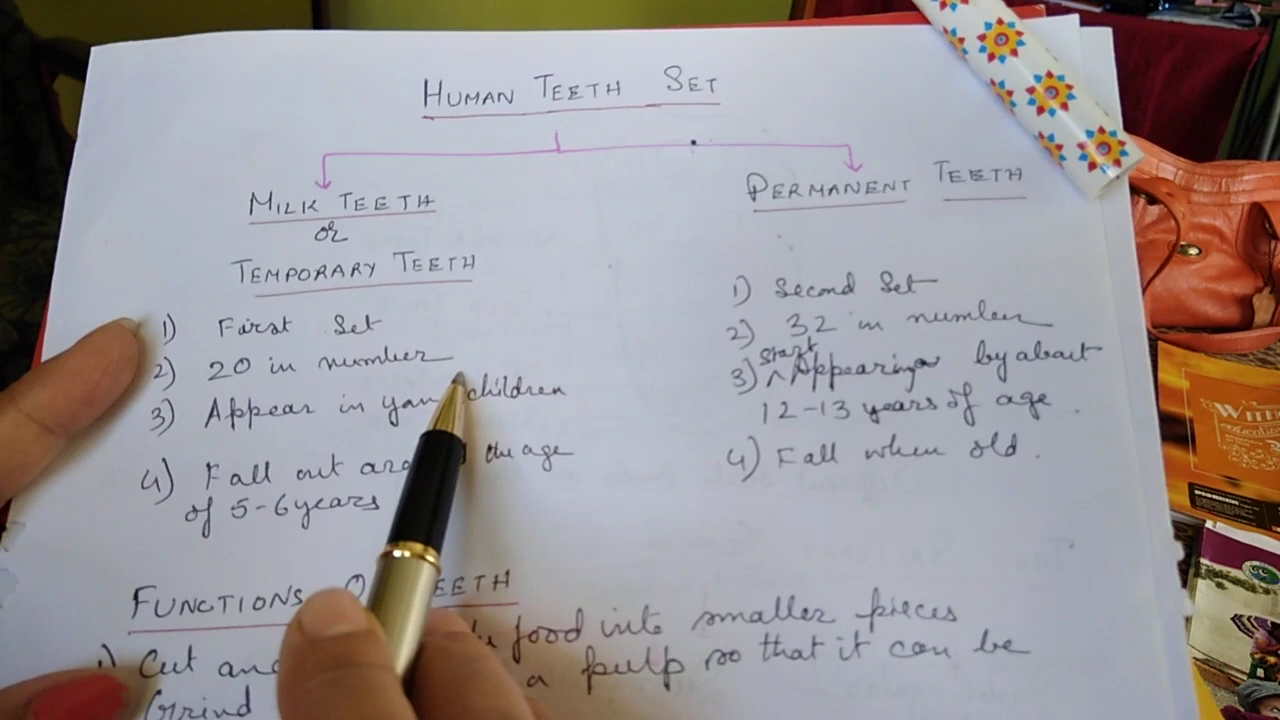 HUMAN TEETH SET
MILK TEETH
or
TEMPORARY TEETH
1) First Set
2) 20 in number
3) Appear in children
4) Fall out the age
of 5-6 years
PERMANENT TEETH
1) Second Set
2) 32 in number
3) Start Appearing by about
12-13 years of age.
4) Fall when old.
FUNCTIONS TEETH
1) Cut food into smaller pieces
Grind a pulp so that it can be